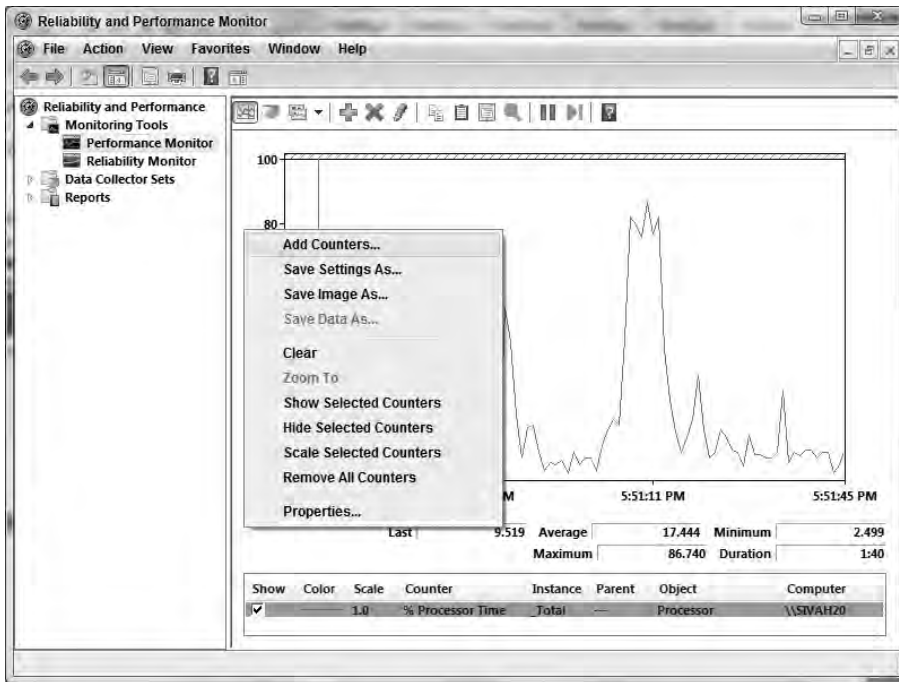 Reliability and Performance Monitor
File Action View Favorites Window Help
Reliability and Performance
Monitoring Tools
Performance Monitor
Reliability Monitor
Data Collector Sets
Reports
100
80
Add Counters...
Save Settings As...
Save Image As...
Save Data As...
Clear
Zoom To
Show Selected Counters
Hide Selected Counters
Scale Selected Counters
Remove All Counters
Properties...
M 5:51:11 PM 5:51:45 PM
Last 9.519 Average 17.444 Minimum 2.499
Maximum 86.740 Duration 1:40
Show Color Scale Counter Instance Parent Object Computer
1.0 % Processor Time _Total --- Processor \\SIVAH20